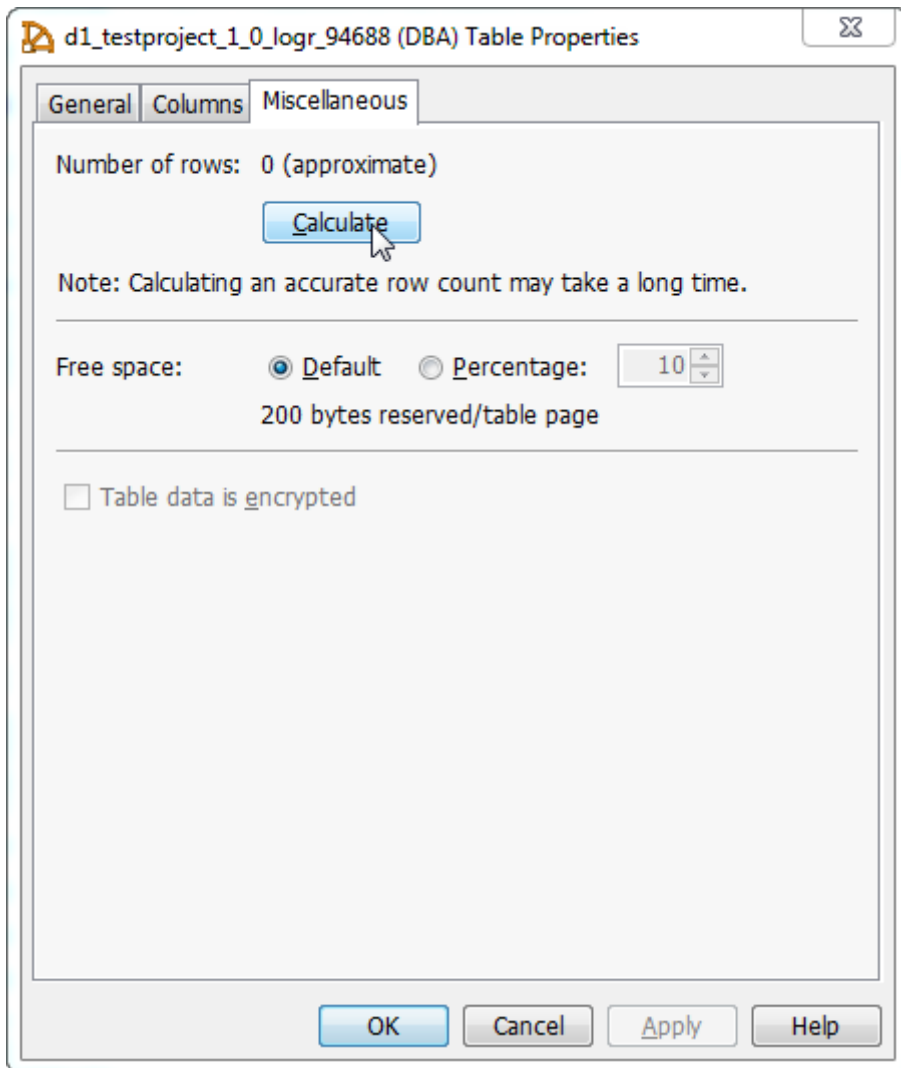 d1_testproject_1_0_logr_94688 (DBA) Table Properties
General Columns Miscellaneous
Number of rows: 0 (approximate)
Calculate
Note: Calculating an accurate row count may take a long time.
Free space: Default Percentage: 10
200 bytes reserved/table page
Table data is encrypted
OK Cancel Apply Help